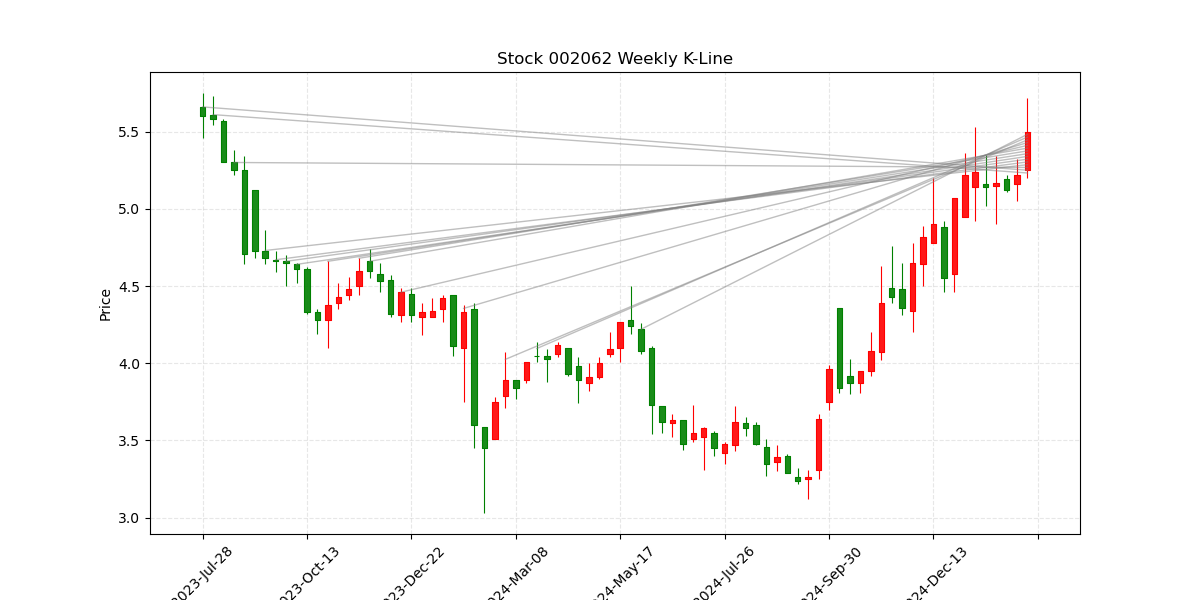 Stock 002062 Weekly K-Line
Price
5.5
5.0
4.5
4.0
3.5
3.0
2023-Jul-28
2023-Oct-13
2023-Dec-22
2024-Mar-08
2024-May-17
2024-Jul-26
2024-Sep-30
2024-Dec-13